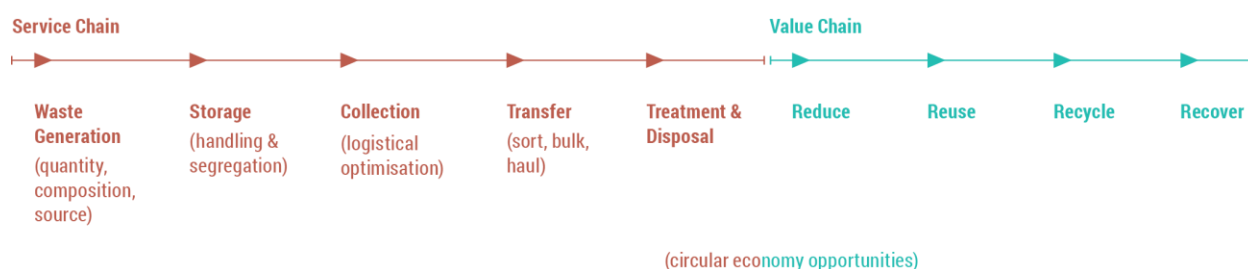 Service Chain
Value Chain
Waste
Generation
(quantity,
composition,
source)
Storage
(handling &
segregation)
Collection
(logistical
optimisation)
Transfer
(sort, bulk,
haul)
Treatment &
Disposal
Reduce
Reuse
Recycle
Recover
(circular economy opportunities)